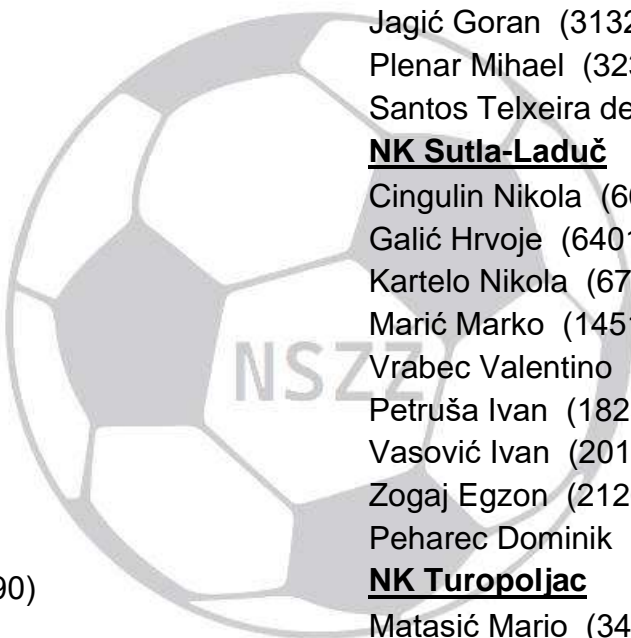 Jagić Goran (3132
Plenar Mihael (323
Santos Telxeira de
NK Sutla-Laduč
Cingulin Nikola (60
Galić Hrvoje (6401
Kartelo Nikola (67
Marić Marko (1451
Vrabec Valentino
Petruša Ivan (182
Vasović Ivan (201
Zogaj Egzon (212
Peharec Dominik
90)
NK Turopoljac
Matasić Mario (34
NSZZ